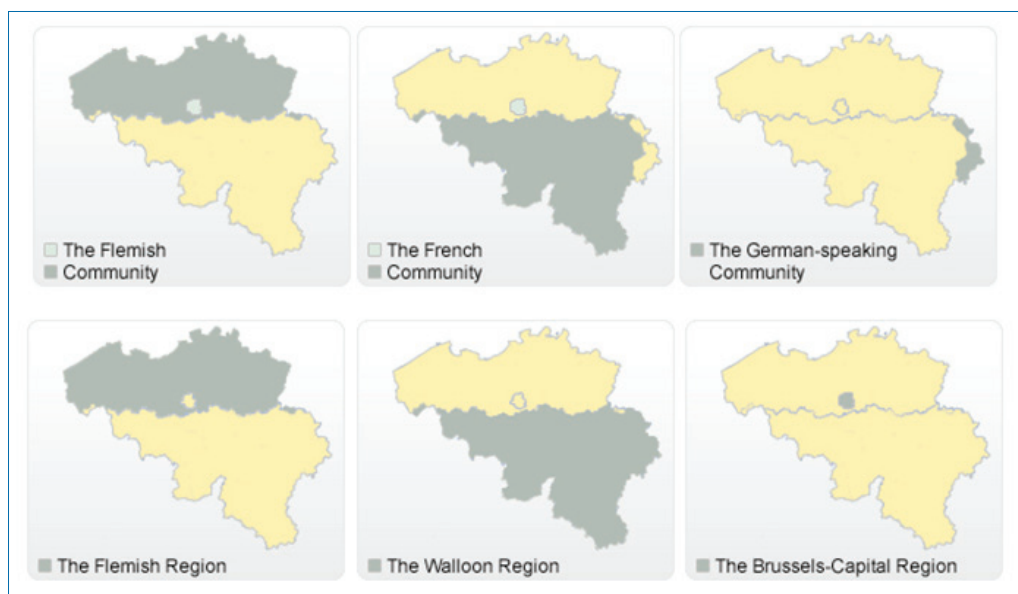 The Flemish
Community
The French
Community
The German-speaking
Community
The Flemish Region
The Walloon Region
The Brussels-Capital Region